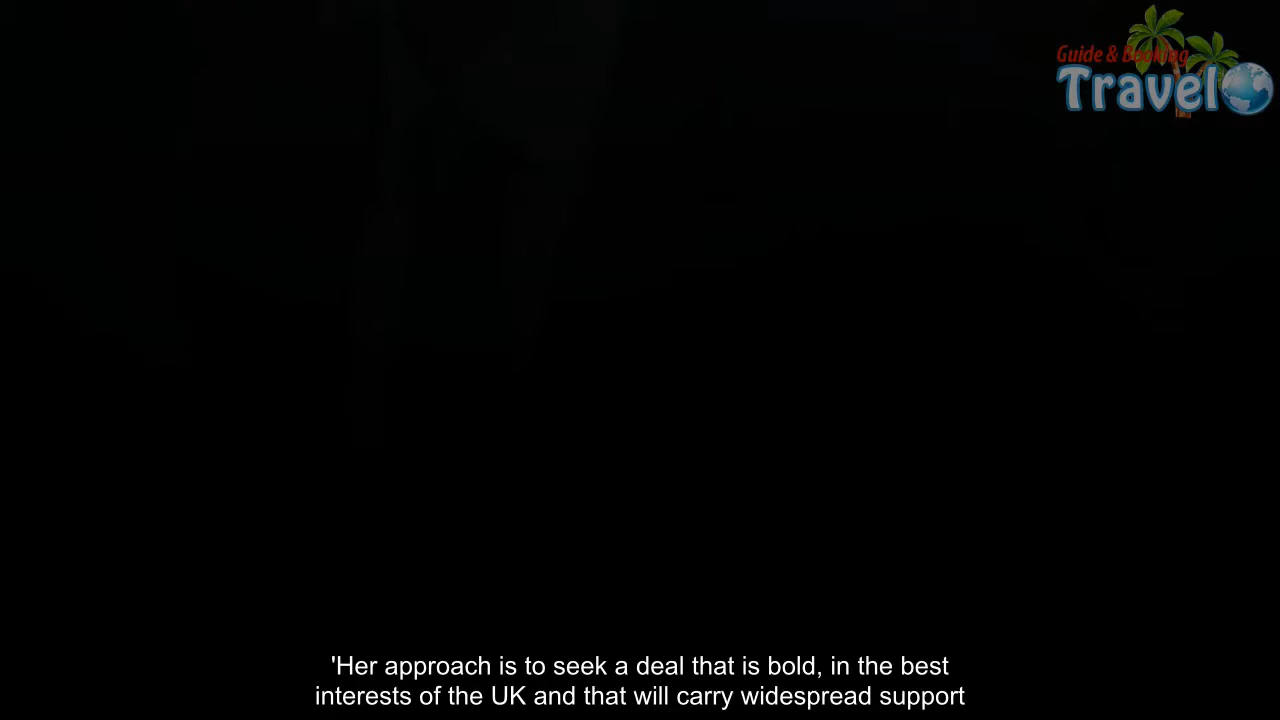 Guide & Booking
Travel
'Her approach is to seek a deal that is bold, in the best
interests of the UK and that will carry widespread support